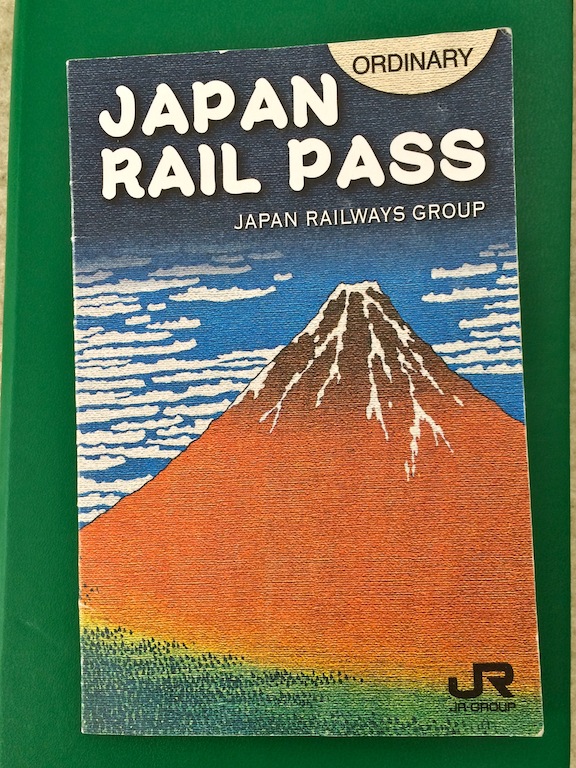 ORDINARY
JAPAN
RAIL PASS
JAPAN RAILWAYS GROUP
JR
JR GROUP